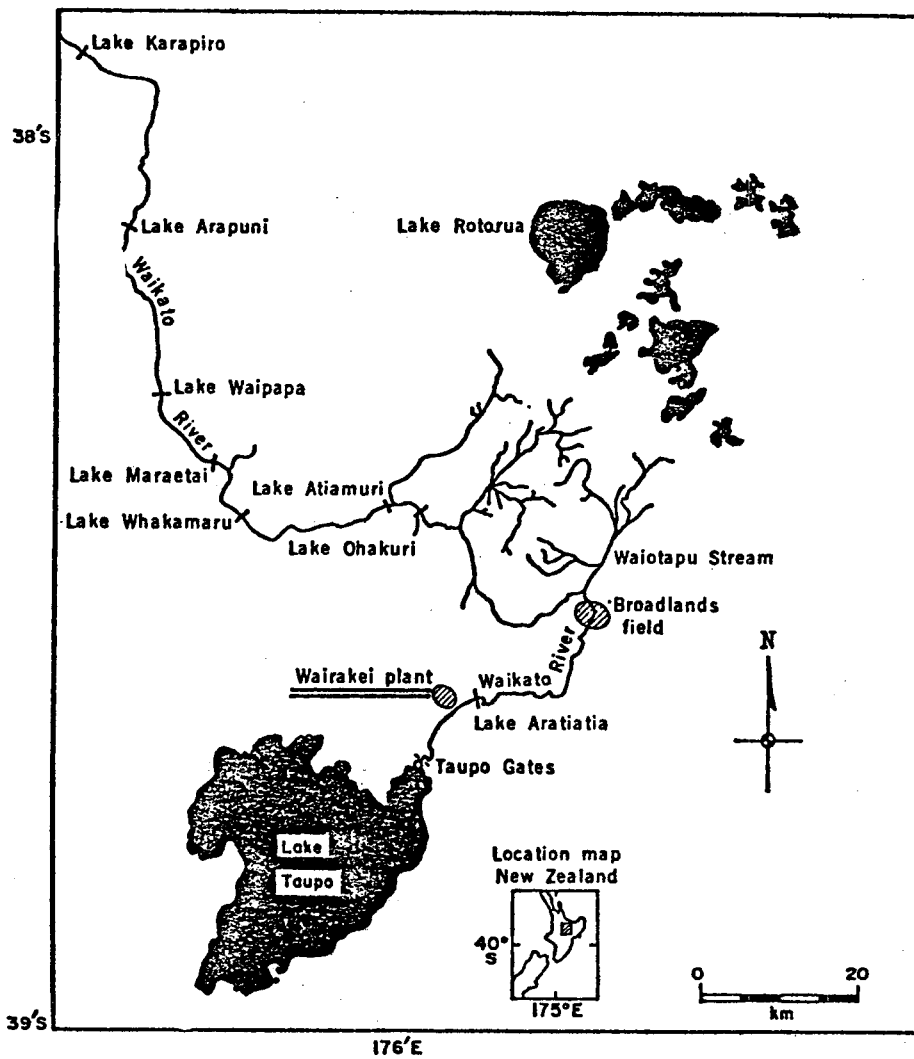 Lake Karapiro
38'S
Lake Arapuni
Lake Rotorua
Waikato
Lake Waipapa
River
Lake Maraetai
Lake Atiamuri
Lake Whakamaru
Lake Ohakuri
Waiotapu Stream
Broadlands
field
River
N
Wairakei plant
Waikato
Lake Aratiatia
Taupo Gates
Lake
Taupo
Location map
New Zealand
40°
S
175°E
0 20
km
39'S
176'E